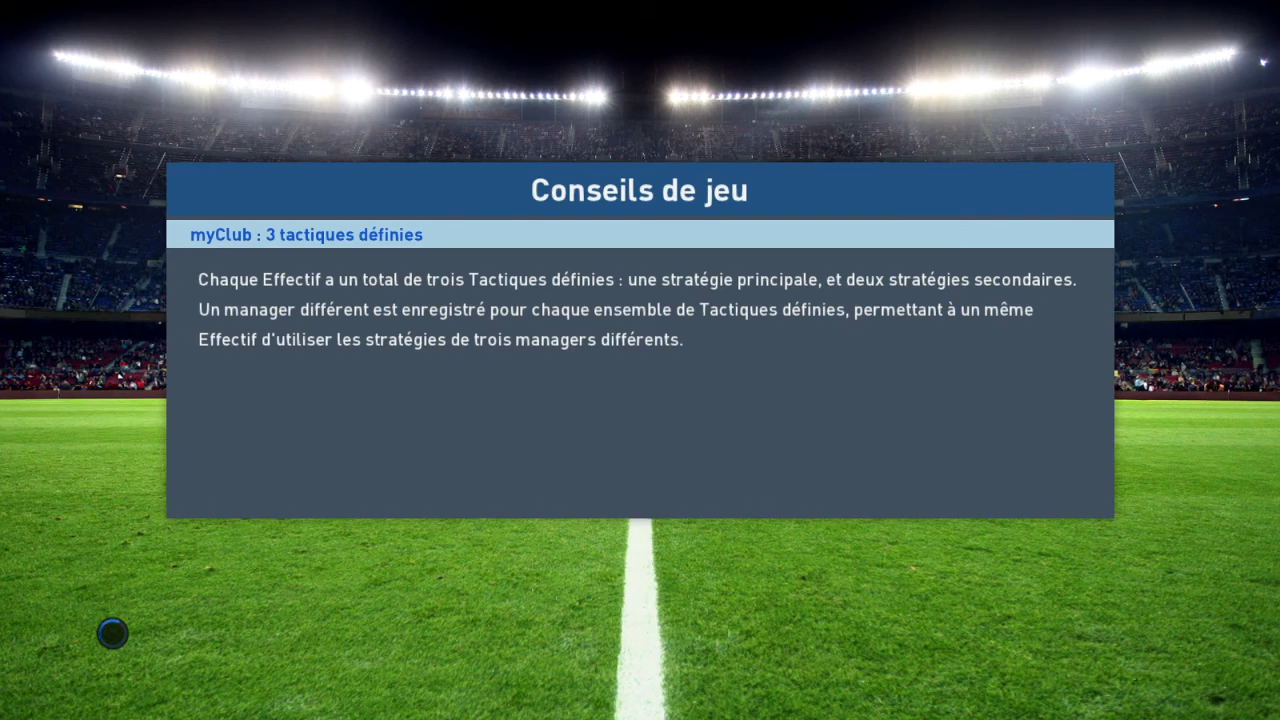 Conseils de jeu
myClub : 3 tactiques définies
Chaque Effectif a un total de trois Tactiques définies : une stratégie principale, et deux stratégies secondaires.
Un manager différent est enregistré pour chaque ensemble de Tactiques définies, permettant à un même
Effectif d'utiliser les stratégies de trois managers différents.